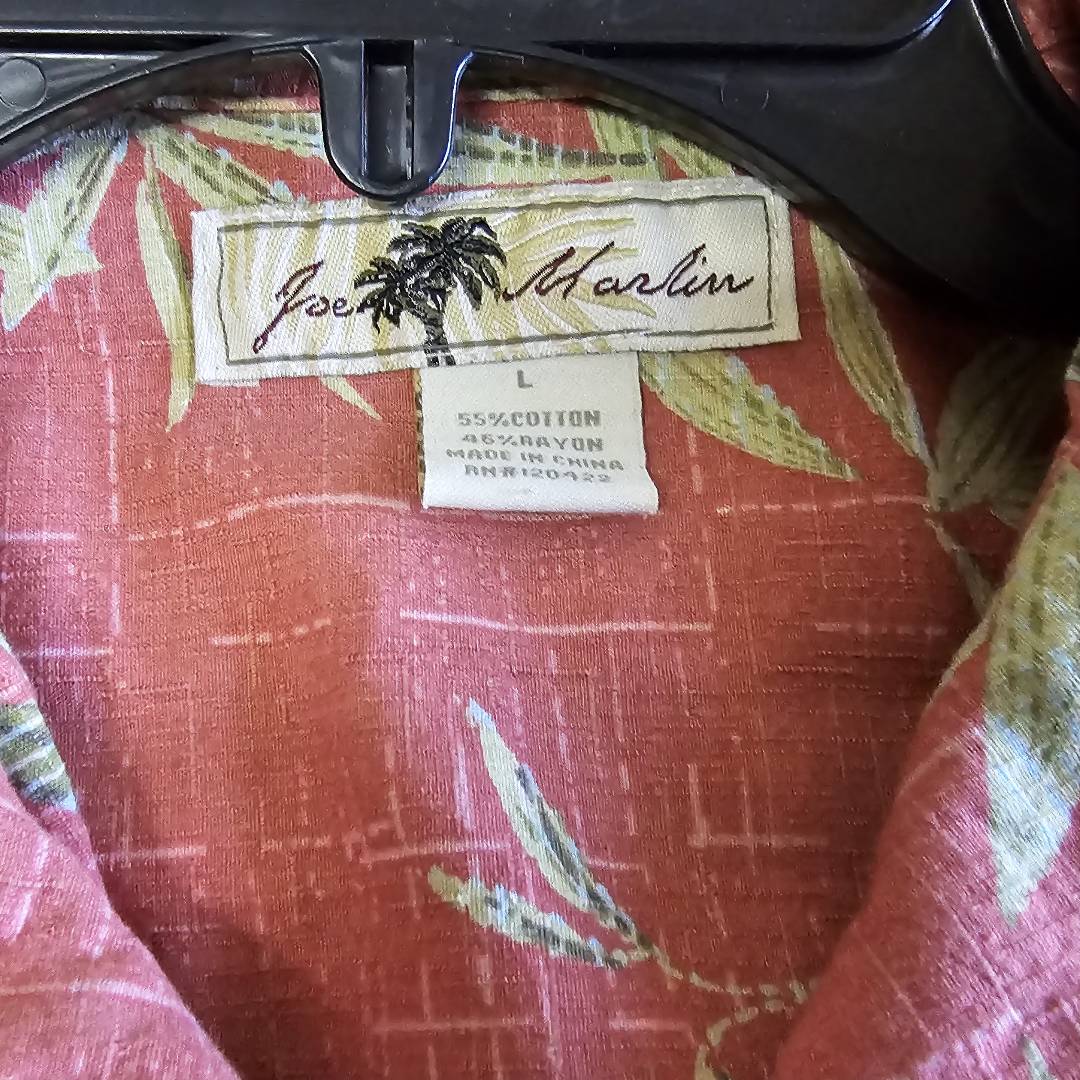 Joe Marlin
L
55%COTTON
45%RAYON
MADE IN CHINA
RN#120422